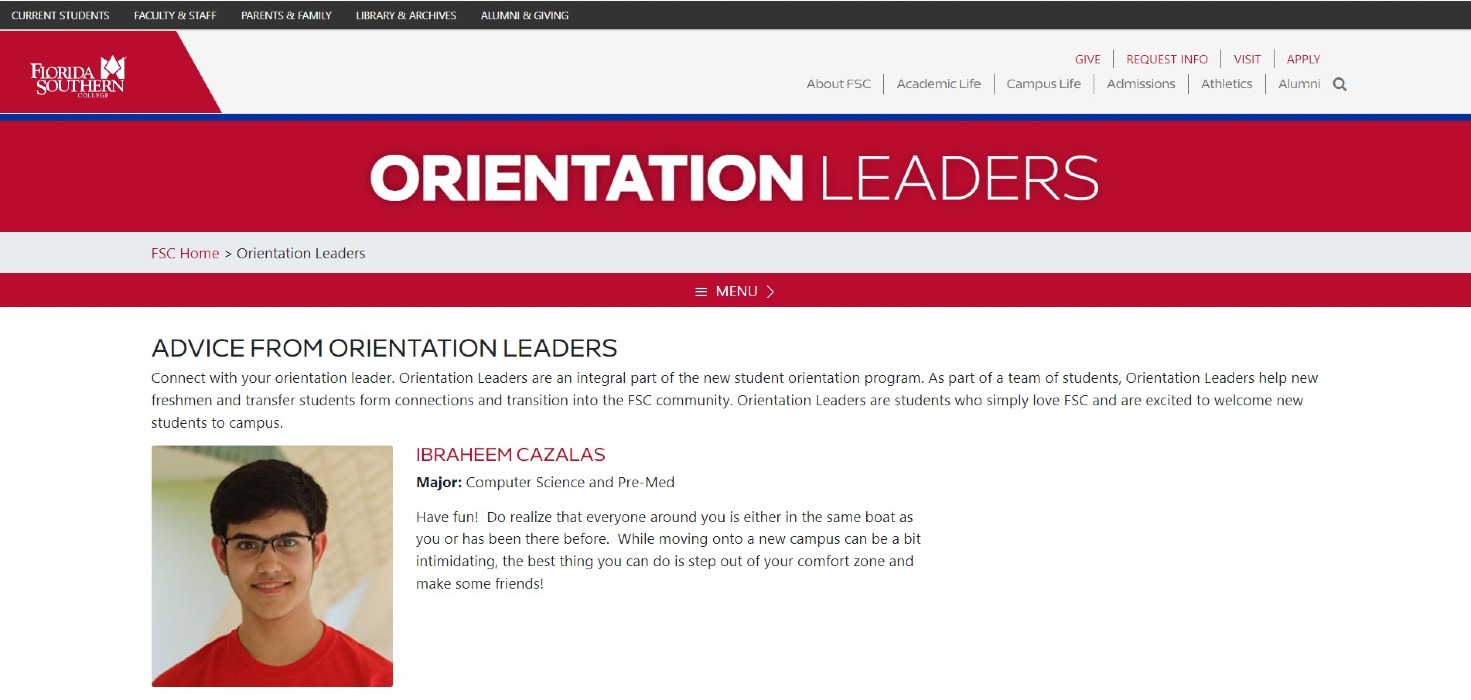 CURRENT STUDENTS FACULTY & STAFF PARENTS & FAMILY LIBRARY & ARCHIVES ALUMNI & GIVING
FLORIDA
SOUTHERN
COLLEGE
GIVE REQUEST INFO VISIT APPLY
About FSC Academic Life Campus Life Admissions Athletics Alumni
ORIENTATION LEADERS
FSC Home > Orientation Leaders
MENU
ADVICE FROM ORIENTATION LEADERS
Connect with your orientation leader. Orientation Leaders are an integral part of the new student orientation program. As part of a team of students, Orientation Leaders help new
freshmen and transfer students form connections and transition into the FSC community. Orientation Leaders are students who simply love FSC and are excited to welcome new
students to campus.
IBRAHEEM CAZALAS
Major: Computer Science and Pre-Med
Have fun! Do realize that everyone around you is either in the same boat as
you or has been there before. While moving onto a new campus can be a bit
intimidating, the best thing you can do is step out of your comfort zone and
make some friends!